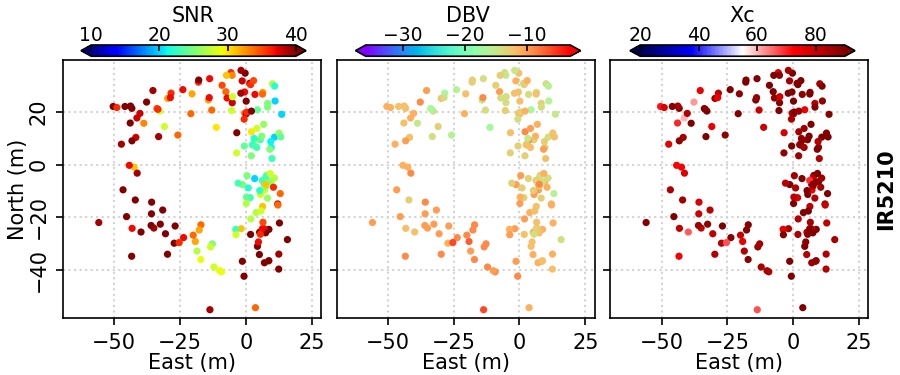 SNR DBV Xc
10 20 30 40 −30 −20 −10 20 40 60 80
20
0
−20
−40
North (m)
IR5210
−50 −25 0 25 −50 −25 0 25 −50 −25 0 25
East (m) East (m) East (m)